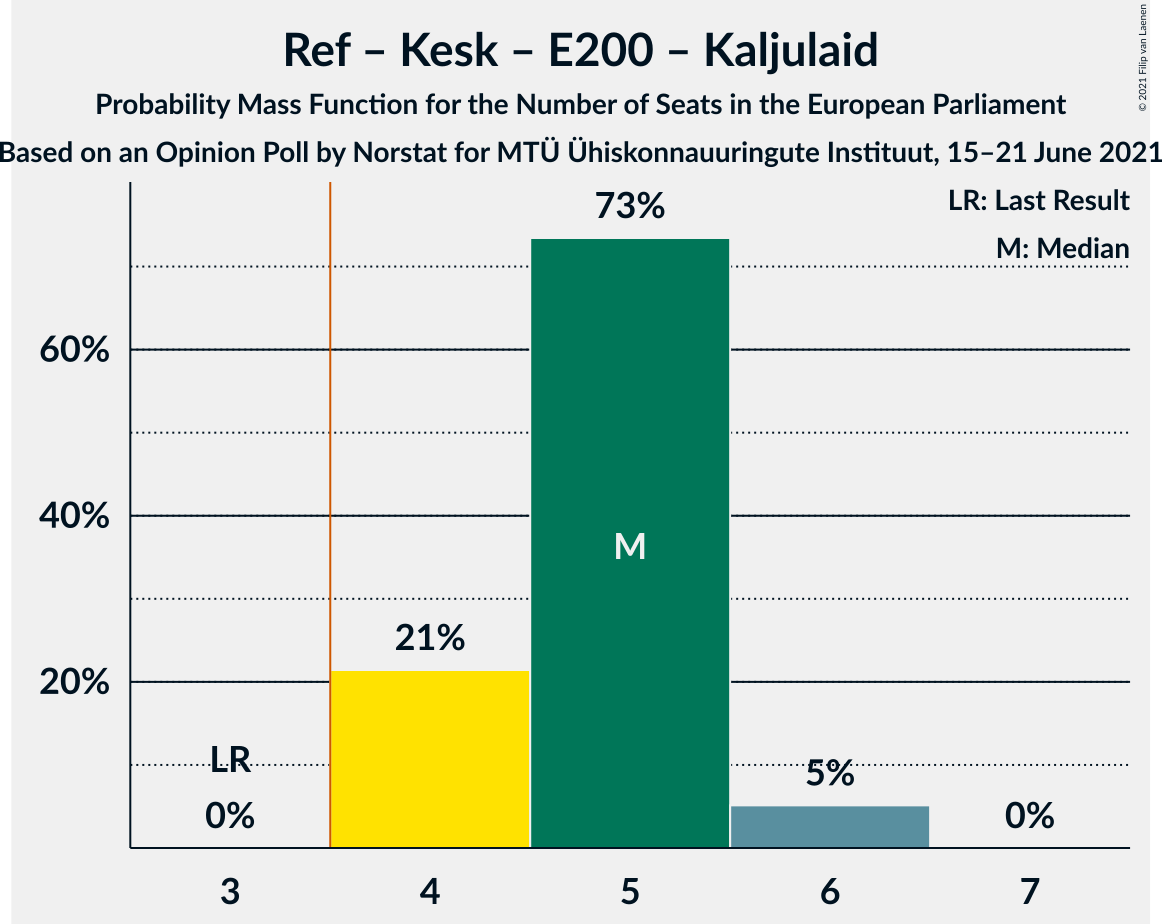 Ref – Kesk – E200 – Kaljulaid
Probability Mass Function for the Number of Seats in the European Parliament
Based on an Opinion Poll by Norstat for MTÜ Ühiskonnauuringute Instituut, 15–21 June 2021
© 2021 Filip van Laenen
LR: Last Result
M: Median
73%
60%
40%
M
21%
20%
LR
5%
0%
0%
3 4 5 6 7